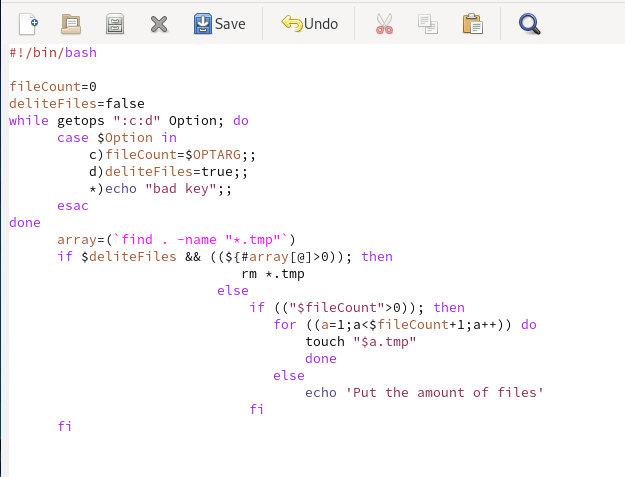 Save Undo
#!/bin/bash
fileCount=0
deliteFiles=false
while getops ":c:d" Option; do
case $Option in
c)fileCount=$OPTARG;;
d)deliteFiles=true;;
*)echo "bad key";;
esac
done
array=(`find . -name "*.tmp"`)
if $deliteFiles && ((${#array[@]>0)); then
rm *.tmp
else
if (("$fileCount">0)); then
for ((a=1;a<$fileCount+1;a++)) do
touch "$a.tmp"
done
else
echo 'Put the amount of files'
fi
fi